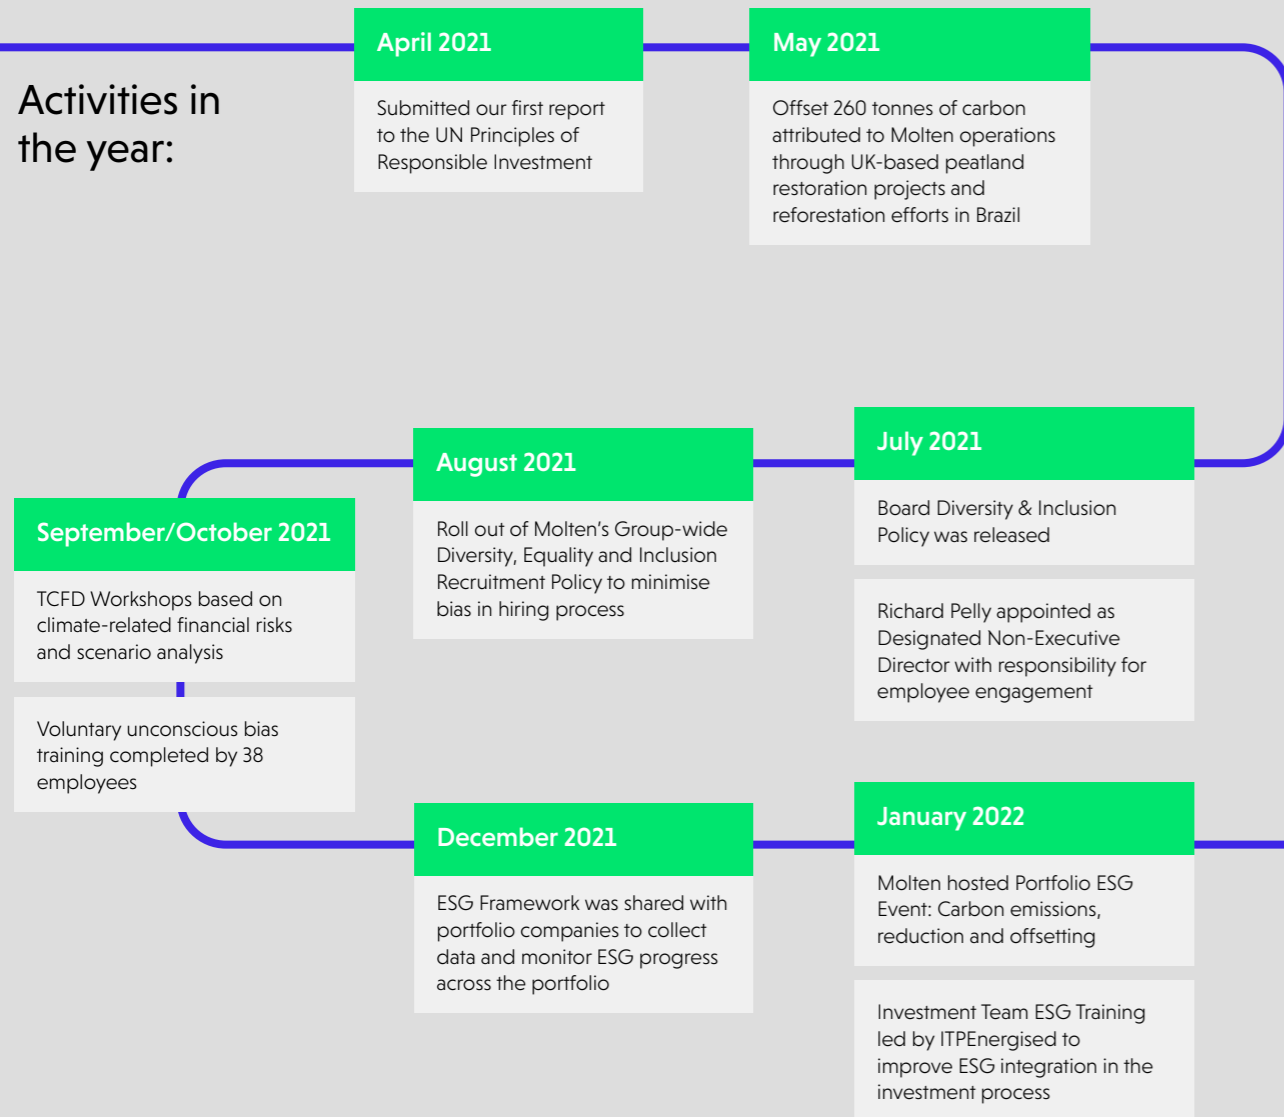 Activities in
the year:
April 2021
Submitted our first report
to the UN Principles of
Responsible Investment
May 2021
Offset 260 tonnes of carbon
attributed to Molten operations
through UK-based peatland
restoration projects and
reforestation efforts in Brazil
July 2021
Board Diversity & Inclusion
Policy was released
Richard Pelly appointed as
Designated Non-Executive
Director with responsibility for
employee engagement
August 2021
Roll out of Molten's Group-wide
Diversity, Equality and Inclusion
Recruitment Policy to minimise
bias in hiring process
September/October 2021
TCFD Workshops based on
climate-related financial risks
and scenario analysis
Voluntary unconscious bias
training completed by 38
employees
December 2021
ESG Framework was shared with
portfolio companies to collect
data and monitor ESG progress
across the portfolio
January 2022
Molten hosted Portfolio ESG
Event: Carbon emissions,
reduction and offsetting
Investment Team ESG Training
led by ITPEnergised to
improve ESG integration in the
investment process